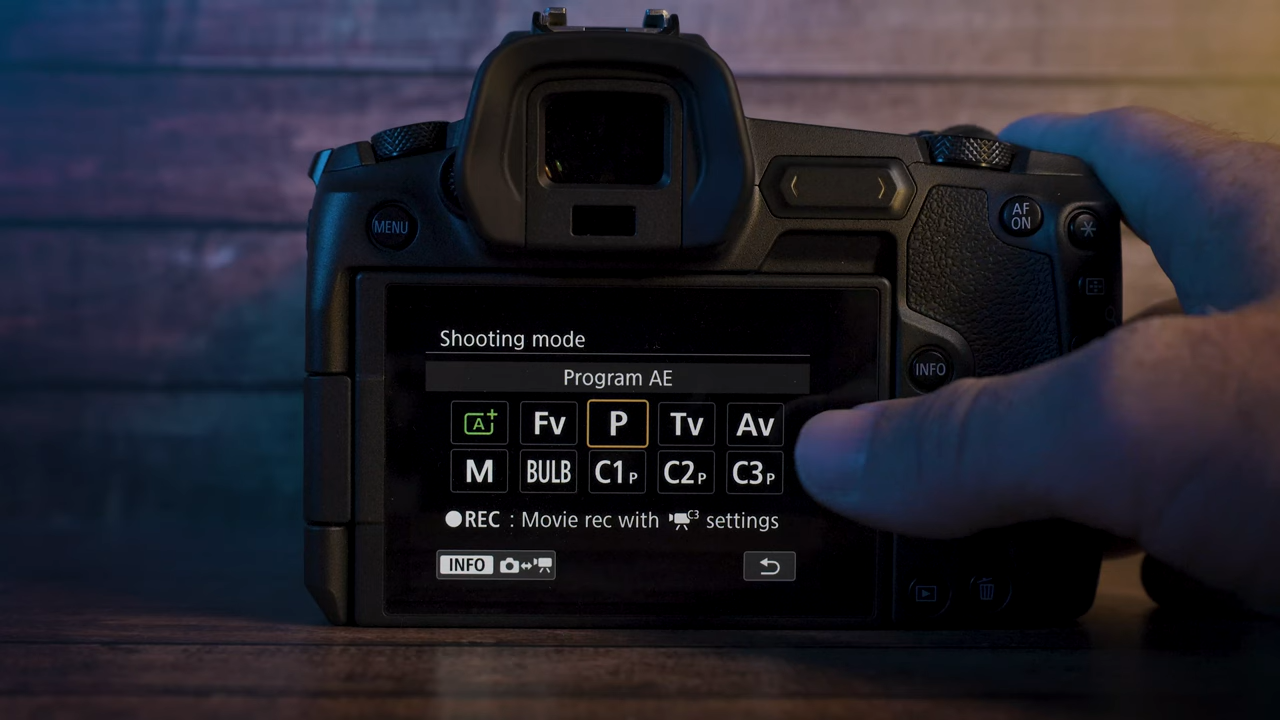 MENU
AF
ON
Shooting mode
Program AE
A+ Fv P Tv Av
M BULB C1P C2P C3P
INFO
REC : Movie rec with C3 settings
INFO